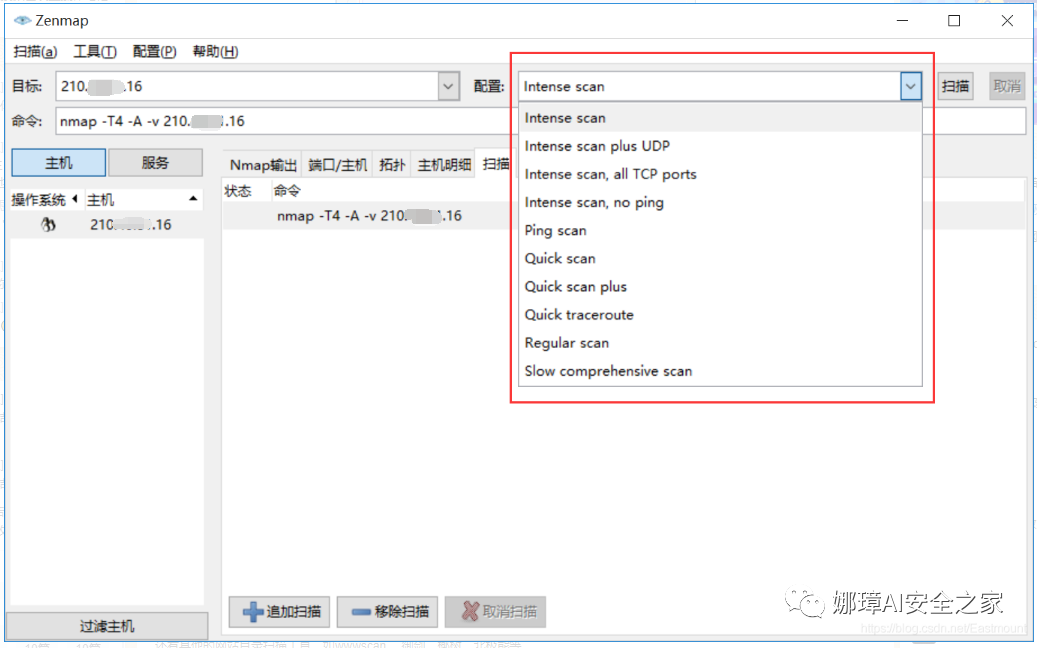 Zenmap
扫描(a) 工具(T) 配置(P) 帮助(H)
目标: 210. .16 配置: Intense scan 扫描 取消
命令: nmap -T4 -A -v 210. .16
主机 服务
Nmap输出 端口/主机 拓扑 主机明细 扫描
操作系统 主机
状态 命令
210. .16
nmap -T4 -A -v 210. .16
Intense scan
Intense scan plus UDP
Intense scan, all TCP ports
Intense scan, no ping
Ping scan
Quick scan
Quick scan plus
Quick traceroute
Regular scan
Slow comprehensive scan
追加扫描 移除扫描 取消扫描
过滤主机
娜璋AI安全之家
https://blog.csdn.net/Eastmount